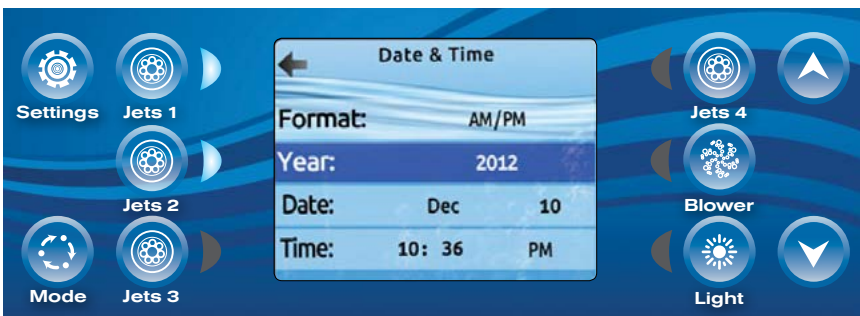 Date & Time
Settings
Jets 1
Format: AM/PM
Jets 4
Year: 2012
Jets 2
Date: Dec 10
Blower
Time: 10: 36 PM
Mode
Jets 3
Light